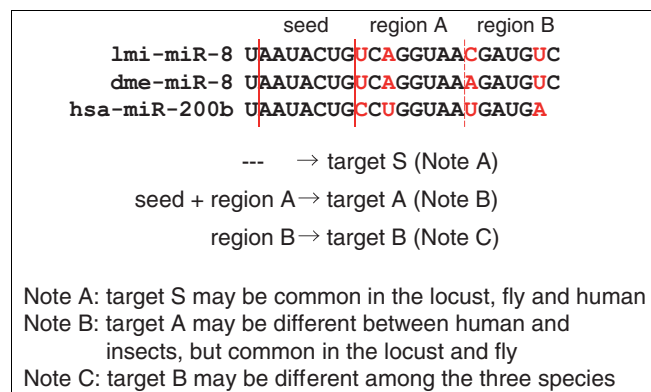 seed region A region B
lmi-miR-8 UAAUACUGUCAGGUAACGAUGUC
dme-miR-8 UAAUACUGUCAGGUAAAGAUGUC
hsa-miR-200b UAAUACUGCCUGGUAAUGAUGA
--- → target S (Note A)
seed + region A → target A (Note B)
region B → target B (Note C)
Note A: target S may be common in the locust, fly and human
Note B: target A may be different between human and
insects, but common in the locust and fly
Note C: target B may be different among the three species